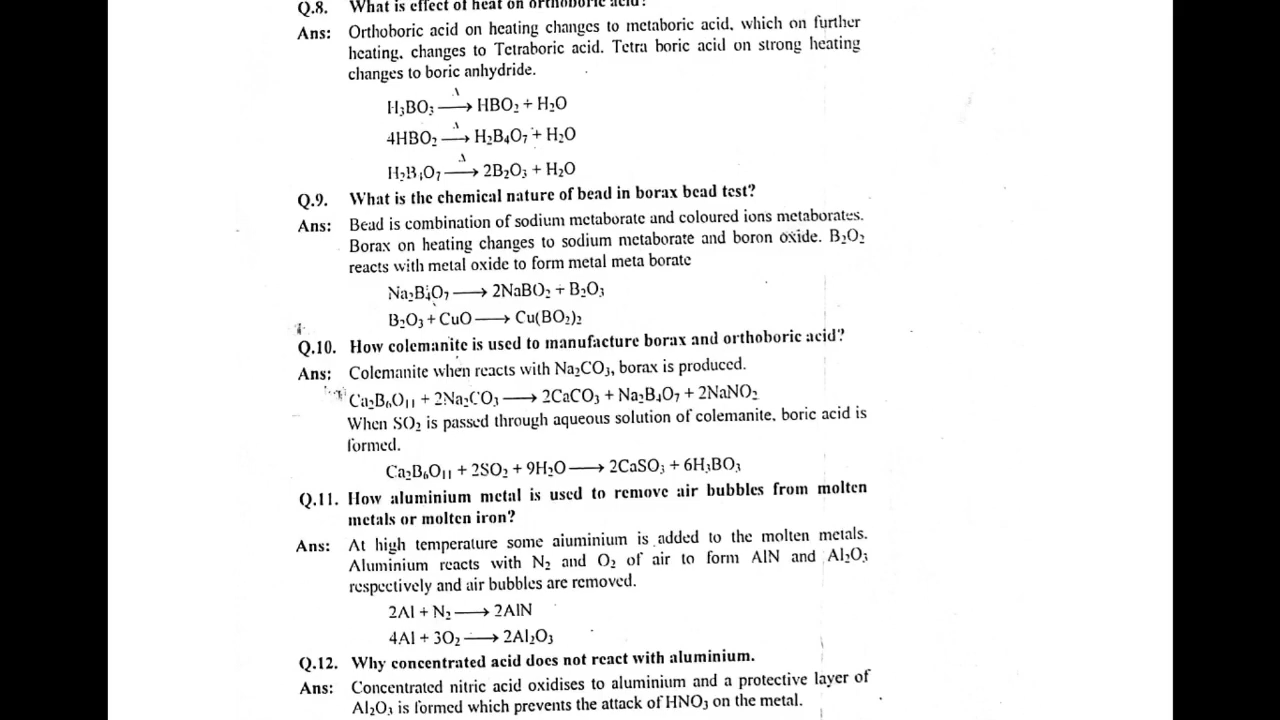 Q.8. What is effect of heat on orthoboric acid?
Ans: Orthoboric acid on heating changes to metaboric acid, which on further
heating, changes to Tetraboric acid. Tetra boric acid on strong heating
changes to boric anhydride.
H₃BO₃ —Δ→ HBO₂ + H₂O
4HBO₂ —Δ→ H₂B₄O₇ + H₂O
H₂B₄O₇ —Δ→ 2B₂O₃ + H₂O
Q.9. What is the chemical nature of bead in borax bead test?
Ans: Bead is combination of sodium metaborate and coloured ions metaborates.
Borax on heating changes to sodium metaborate and boron oxide. B₂O₂
reacts with metal oxide to form metal meta borate
Na₂B₄O₇ ⟶ 2NaBO₂ + B₂O₃
B₂O₃ + CuO ⟶ Cu(BO₂)₂
Q.10. How colemanite is used to manufacture borax and orthoboric acid?
Ans: Colemanite when reacts with Na₂CO₃, borax is produced.
Ca₂B₆O₁₁ + 2Na₂CO₃ ⟶ 2CaCO₃ + Na₂B₄O₇ + 2NaNO₂
When SO₂ is passed through aqueous solution of colemanite, boric acid is
formed.
Ca₂B₆O₁₁ + 2SO₂ + 9H₂O ⟶ 2CaSO₃ + 6H₃BO₃
Q.11. How aluminium metal is used to remove air bubbles from molten
metals or molten iron?
Ans: At high temperature some aiuminium is added to the molten metals.
Aluminium reacts with N₂ and O₂ of air to form AlN and Al₂O₃
respectively and air bubbles are removed.
2Al + N₂ ⟶ 2AlN
4Al + 3O₂ ⟶ 2Al₂O₃
Q.12. Why concentrated acid does not react with aluminium.
Ans: Concentrated nitric acid oxidises to aluminium and a protective layer of
Al₂O₃ is formed which prevents the attack of HNO₃ on the metal.